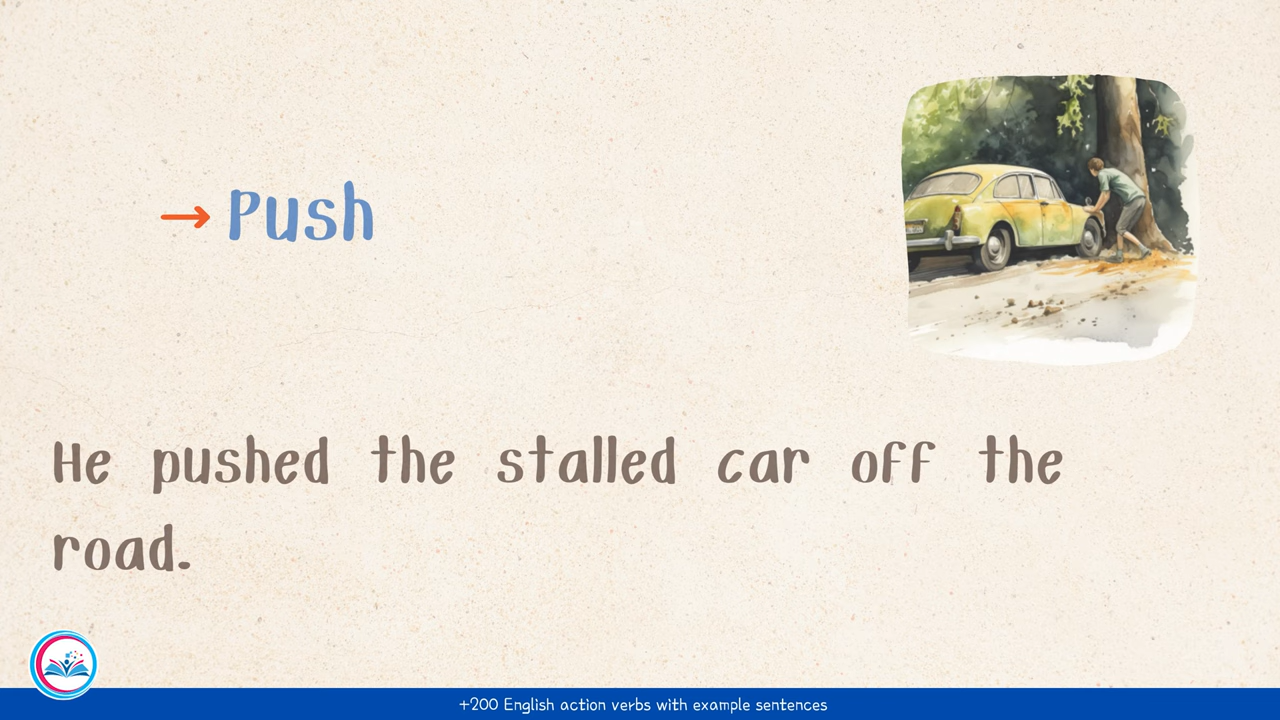 → Push
He pushed the stalled car off the
road.
+200 English action verbs with example sentences